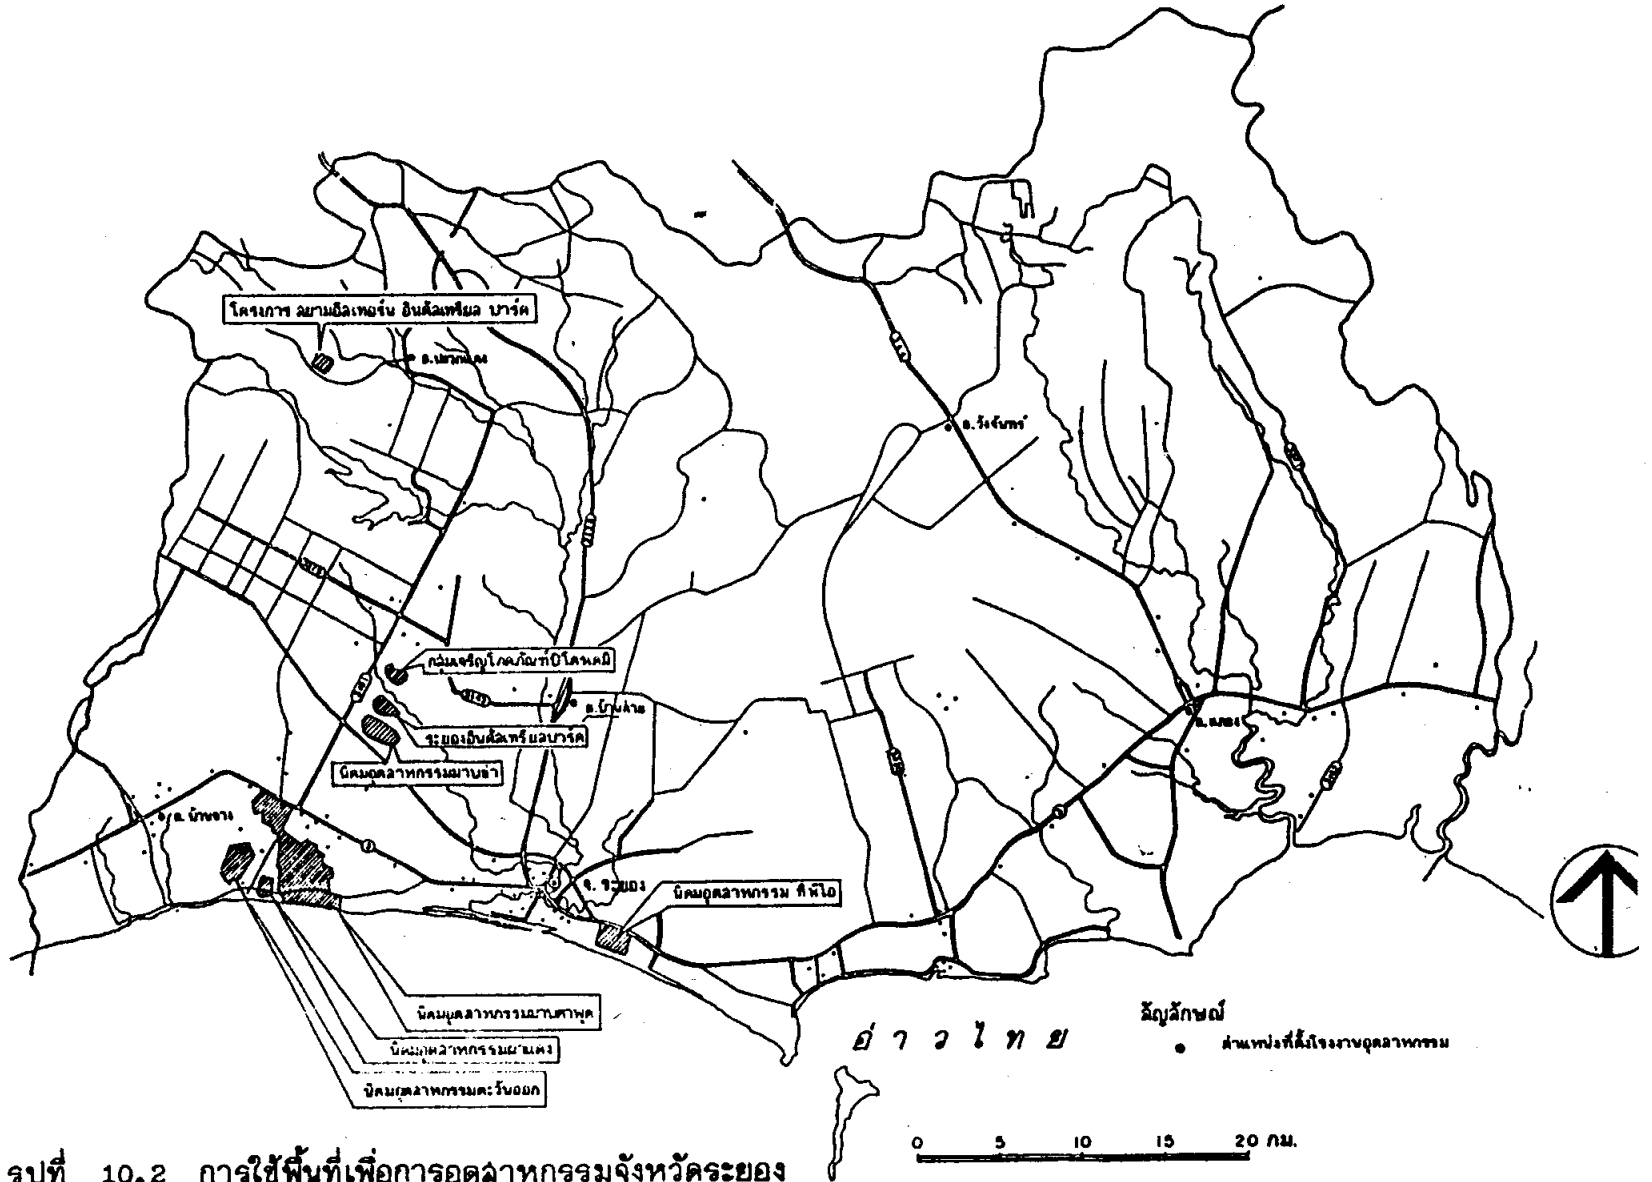 โครงการ สยามอีสเทอร์น อินดัสเทรียล ปาร์ค
อ.ปลวกแดง
อ.วังจันทร์
กลุ่มเจริญโภคภัณฑ์ปิโตรเคมี
อ.บ้านค่าย
ระยองอินดัสเทรียลปาร์ค
นิคมอุตสาหกรรมมาบข่า
อ.แกลง
อ. บ้านฉาง
จ. ระยอง
นิคมอุตสาหกรรม ทีพีไอ
นิคมอุตสาหกรรมมาบตาพุด
นิคมอุตสาหกรรมผาแดง
นิคมอุตสาหกรรมตะวันออก
อ่าวไทย
สัญลักษณ์
ตำแหน่งที่ตั้งโรงงานอุตสาหกรรม
0 5 10 15 20 กม.
รูปที่ 10.2 การใช้พื้นที่เพื่อการอุตสาหกรรมจังหวัดระยอง